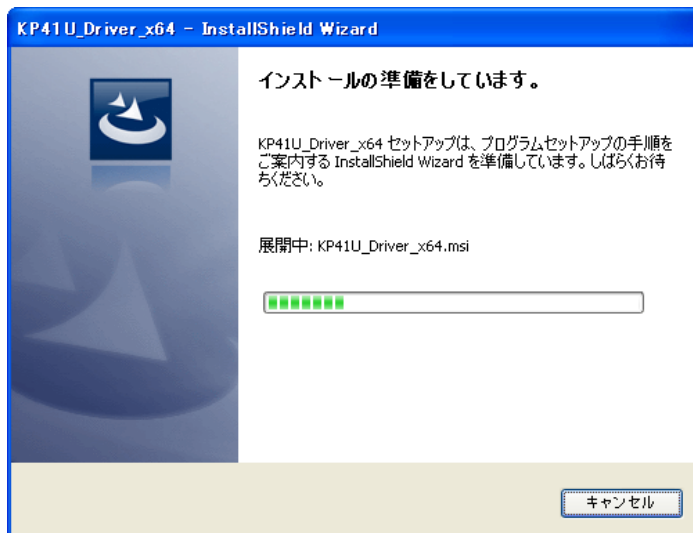 KP41U_Driver_x64 - InstallShield Wizard
インストールの準備をしています。
KP41U_Driver_x64 セットアップは、プログラムセットアップの手順を
ご案内する InstallShield Wizard を準備しています。しばらくお待
ちください。
展開中: KP41U_Driver_x64.msi
キャンセル